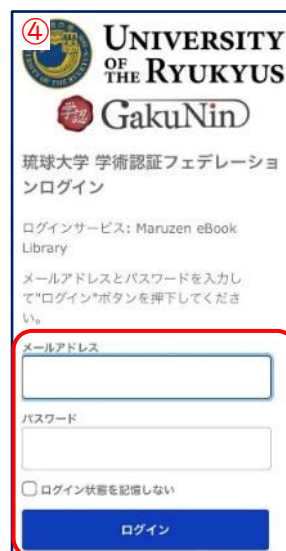 ④
UNIVERSITY
OF THE RYUKYUS
学認 GakuNin
琉球大学 学術認証フェデレーショ
ンログイン
ログインサービス: Maruzen eBook
Library
メールアドレスとパスワードを入力し
て"ログイン"ボタンを押下してくださ
い。
メールアドレス
パスワード
ログイン状態を記憶しない
ログイン